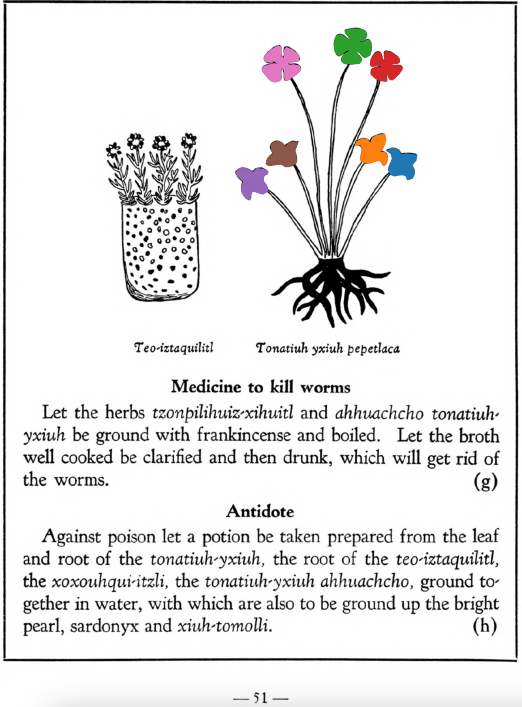 Teo-iztaquilitl
Tonatiuh yxiuh pepetlaca
Medicine to kill worms
Let the herbs tzonpilihuiz-xihuitl and ahhuachcho tonatiuh-
yxiuh be ground with frankincense and boiled. Let the broth
well cooked be clarified and then drunk, which will get rid of
the worms. (g)
Antidote
Against poison let a potion be taken prepared from the leaf
and root of the tonatiuh-yxiuh, the root of the teo-iztaquilitl,
the xoxouhqui-itzli, the tonatiuh-yxiuh ahhuachcho, ground to-
gether in water, with which are also to be ground up the bright
pearl, sardonyx and xiuh-tomolli. (h)
— 51 —